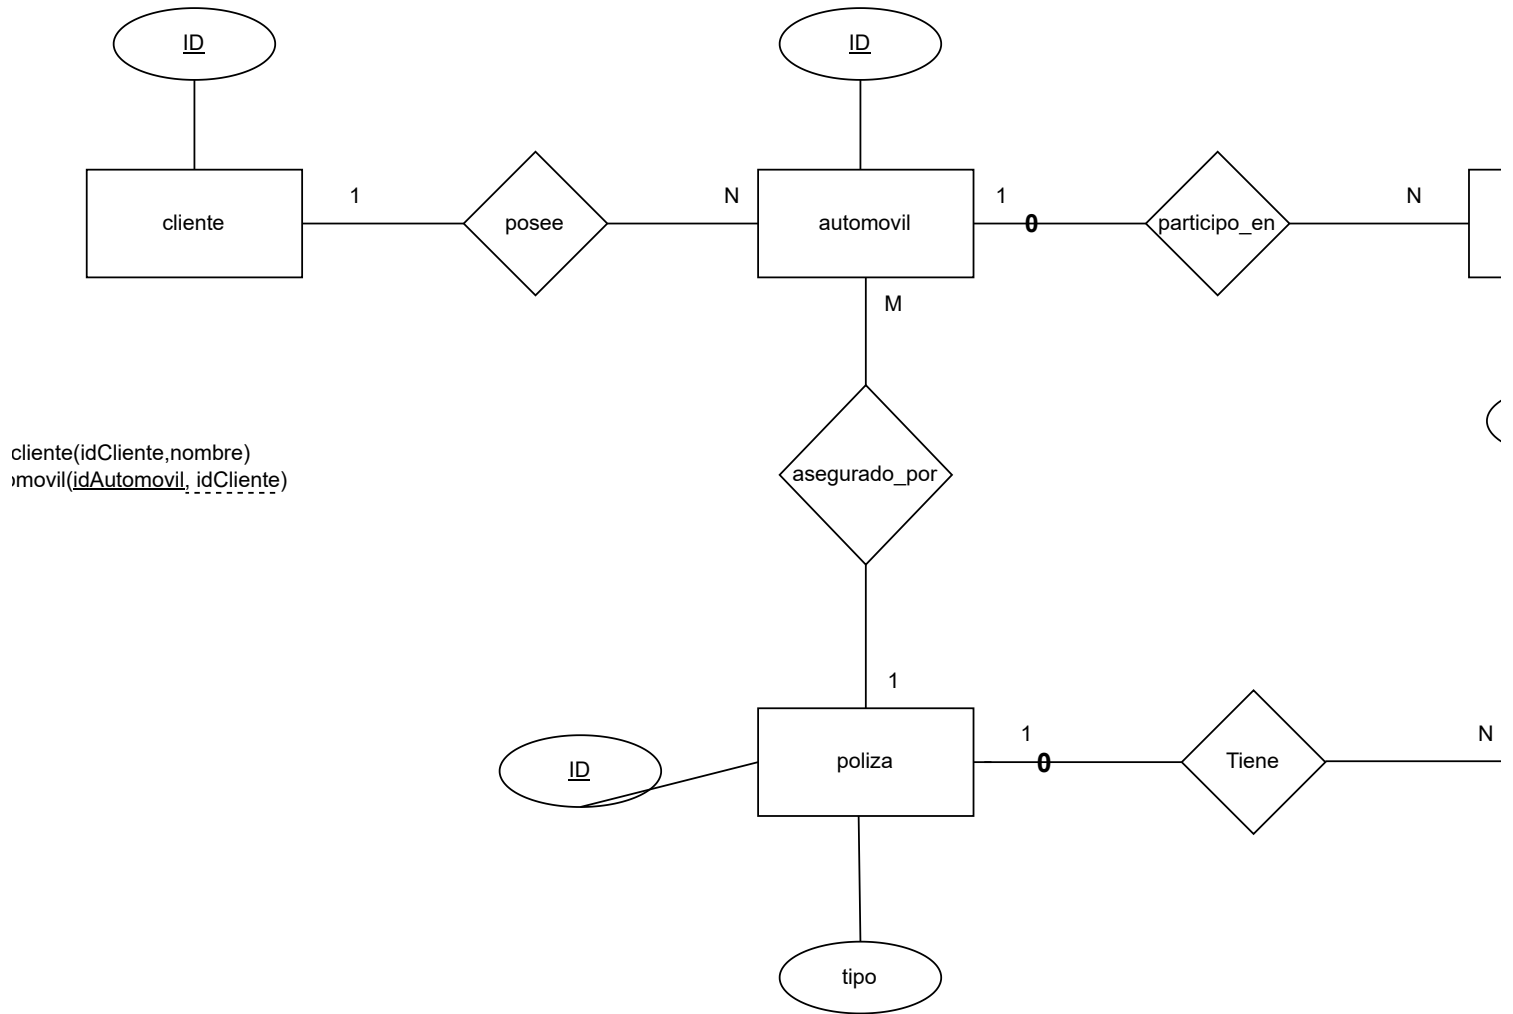 ID
ID
1
N
1
N
cliente
posee
automovil
0
participo_en
M
cliente(idCliente,nombre)
omovil(idAutomovil, idCliente)
asegurado_por
1
1
N
ID
poliza
0
Tiene
tipo